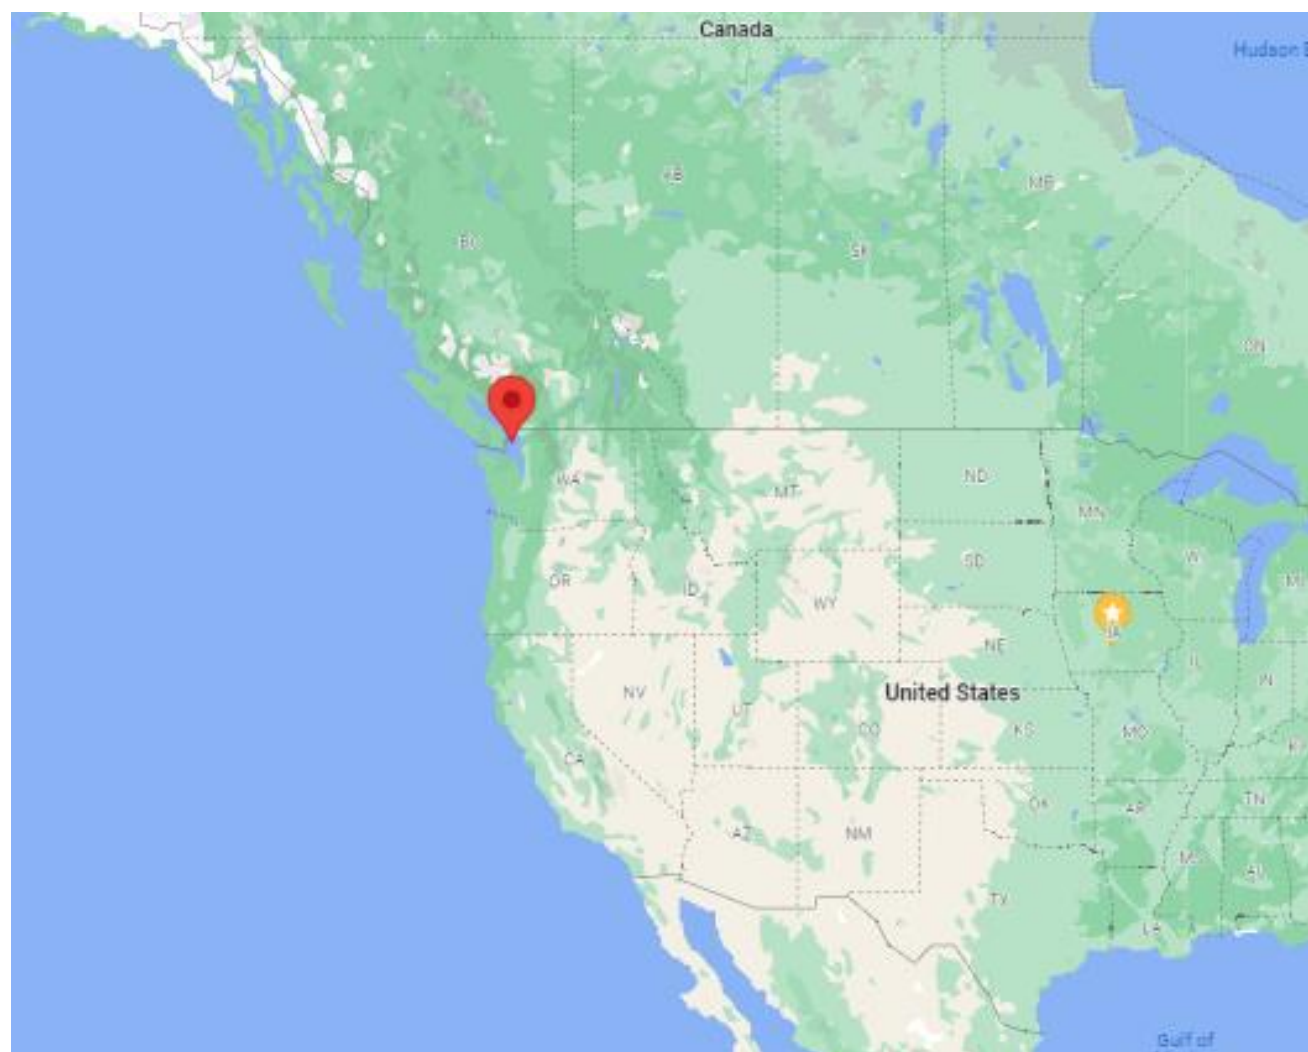 Canada
Hudson B
AB
MB
BC
SK
ON
WA
ND
MT
MN
SD
WI
OR
ID
MI
WY
IA
NE
IL
United States
IN
NV
UT
CO
KS
MO
CA
KY
OK
TN
AR
AZ
NM
MS
AL
TX
LA
Gulf of